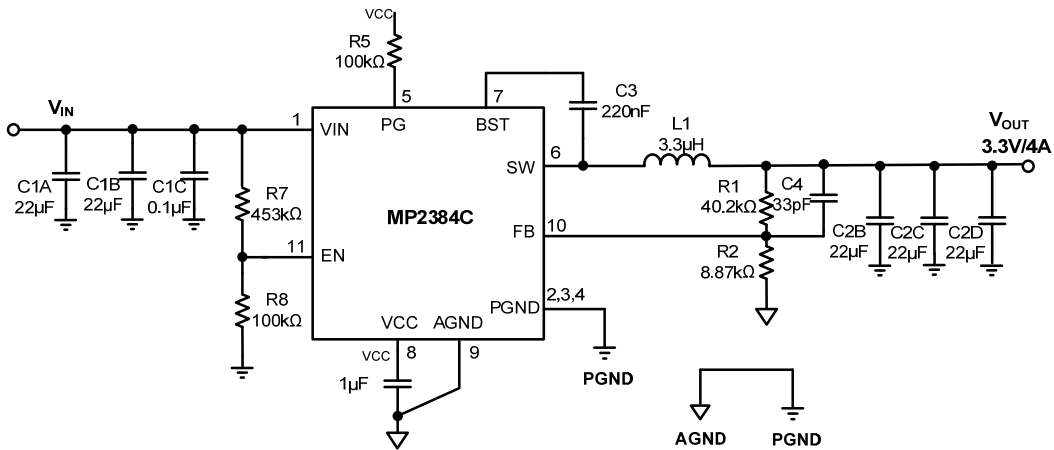 VCC
R5
100kΩ
5
7
C3
220nF
VIN
1
VIN
PG
BST
L1
3.3µH
VOUT
3.3V/4A
6
SW
C1A
22µF
C1B
22µF
C1C
0.1µF
R7
453kΩ
MP2384C
R1
40.2kΩ
C4
33pF
FB
10
C2B
22µF
C2C
22µF
C2D
22µF
11
EN
R2
8.87kΩ
R8
100kΩ
2,3,4
PGND
VCC
AGND
VCC
8
9
1µF
PGND
AGND
PGND